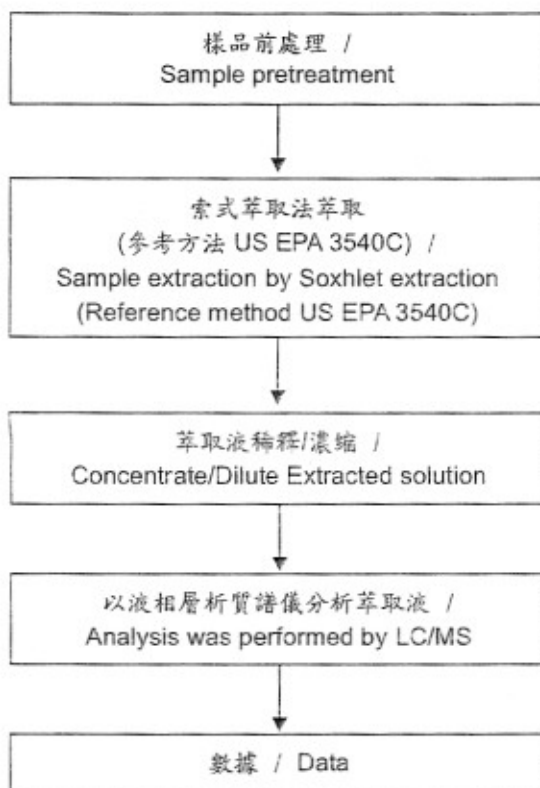 樣品前處理 /
Sample pretreatment
索式萃取法萃取
(參考方法 US EPA 3540C) /
Sample extraction by Soxhlet extraction
(Reference method US EPA 3540C)
萃取液稀釋/濃縮 /
Concentrate/Dilute Extracted solution
以液相層析質譜儀分析萃取液 /
Analysis was performed by LC/MS
數據 / Data